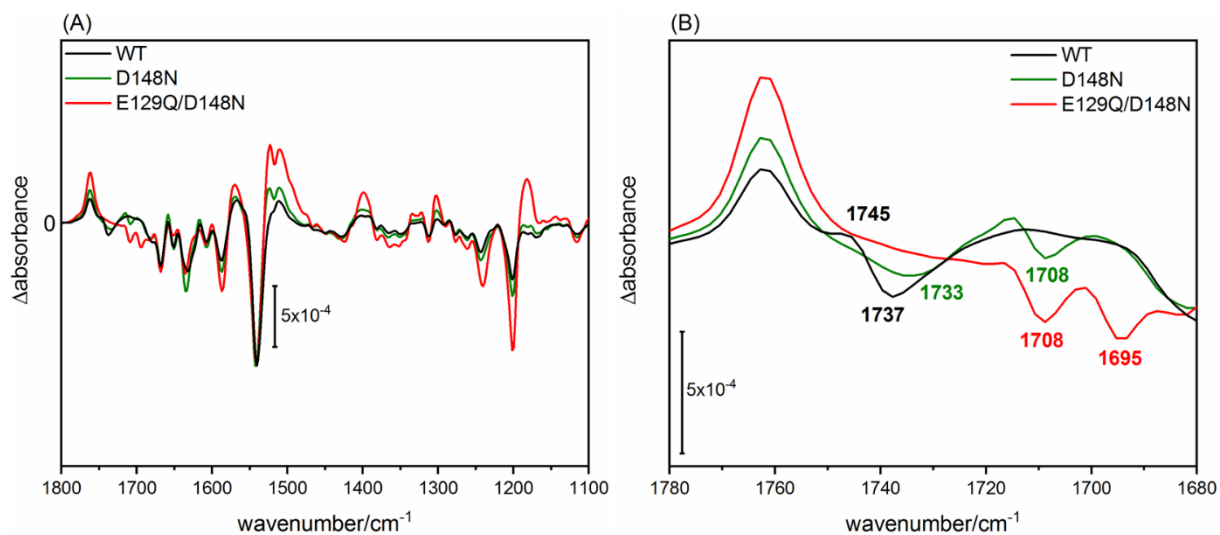 (A)
WT
D148N
E129Q/D148N
Δabsorbance
0
5x10⁻⁴
1800 1700 1600 1500 1400 1300 1200 1100
wavenumber/cm⁻¹
(B)
WT
D148N
E129Q/D148N
Δabsorbance
1745
1737
1733
1708
1708
1695
5x10⁻⁴
1780 1760 1740 1720 1700 1680
wavenumber/cm⁻¹